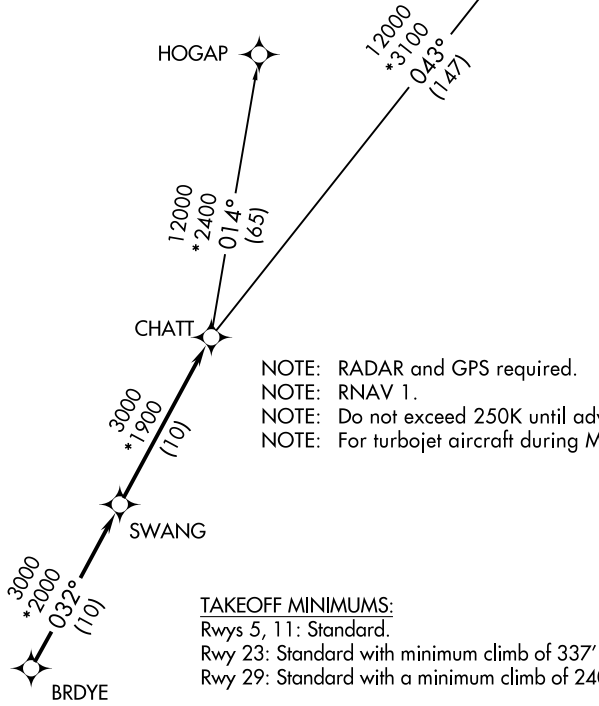 HOGAP
12000
*3100
043°
(147)
12000
*2400
014°
(65)
CHATT
NOTE: RADAR and GPS required.
NOTE: RNAV 1.
NOTE: Do not exceed 250K until
NOTE: For turbojet aircraft during
3000
*1900
(10)
SWANG
3000
*2000
032°
(10)
TAKEOFF MINIMUMS:
Rwys 5, 11: Standard.
Rwy 23: Standard with minimum climb of 337'
Rwy 29: Standard with a minimum climb of
BRDYE